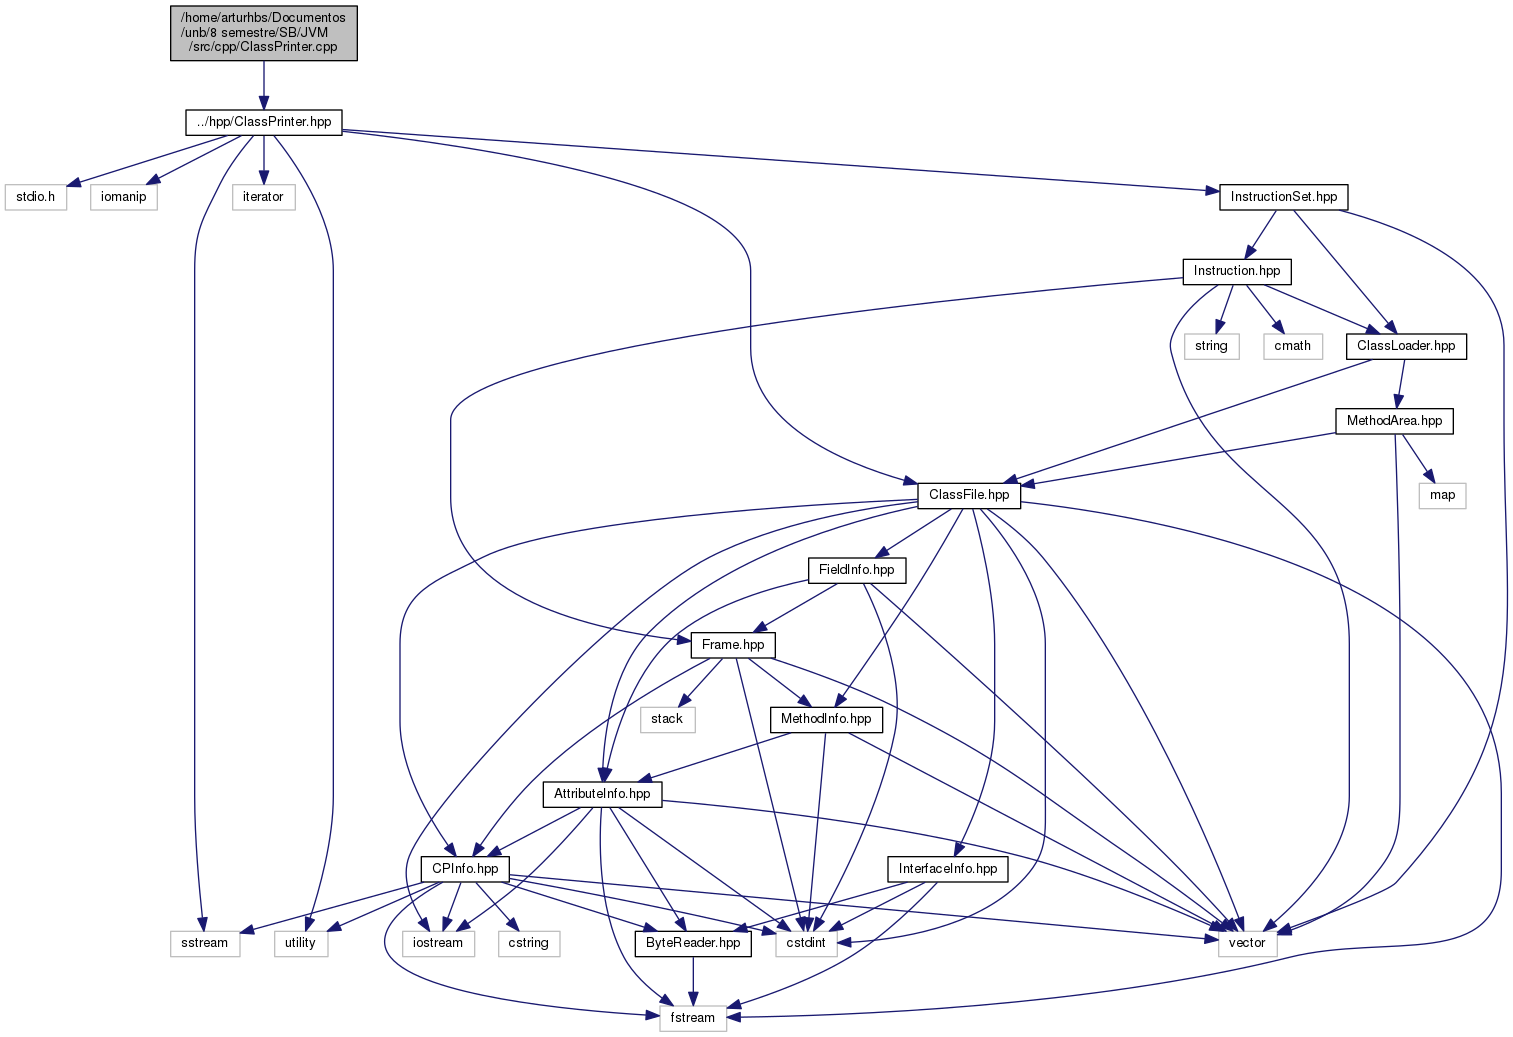 /home/arturhbs/Documentos
/unb/8 semestre/SB/JVM
/src/cpp/ClassPrinter.cpp
../hpp/ClassPrinter.hpp
stdio.h
iomanip
iterator
InstructionSet.hpp
Instruction.hpp
string
cmath
ClassLoader.hpp
MethodArea.hpp
ClassFile.hpp
map
FieldInfo.hpp
Frame.hpp
stack
MethodInfo.hpp
AttributeInfo.hpp
CPInfo.hpp
InterfaceInfo.hpp
sstream
utility
iostream
cstring
ByteReader.hpp
cstdint
vector
fstream